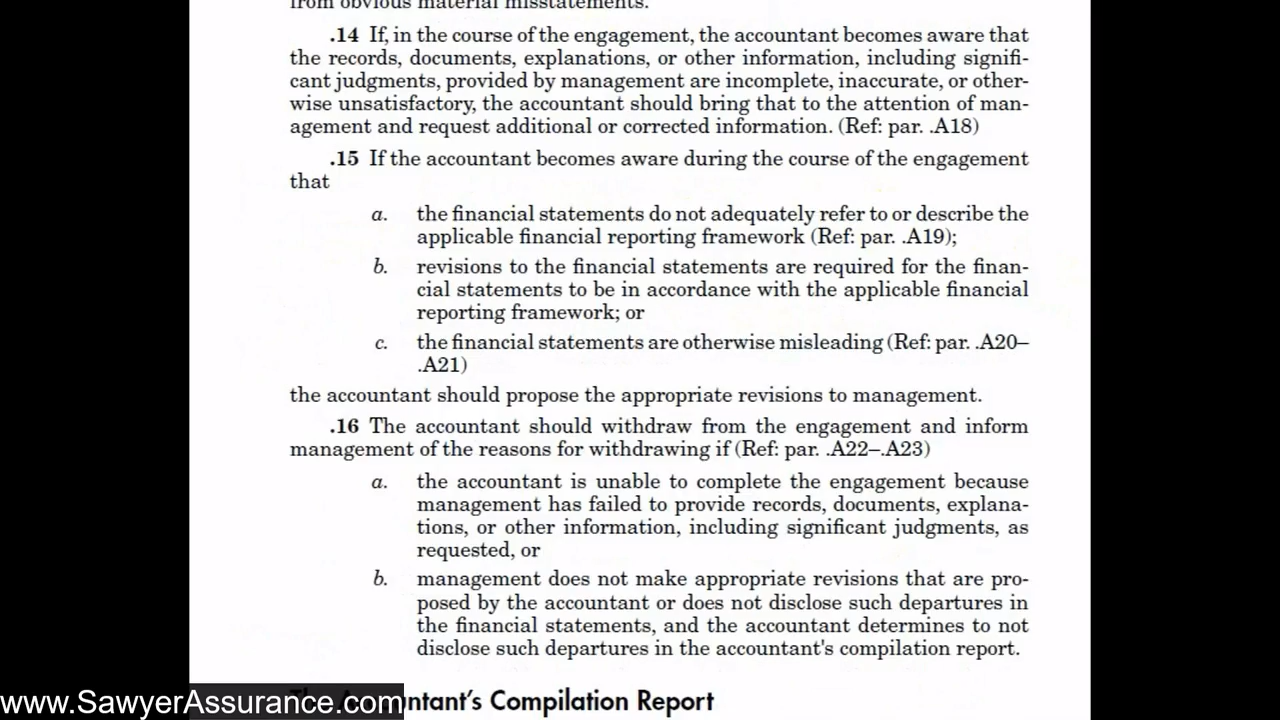 from obvious material misstatements.
.14 If, in the course of the engagement, the accountant becomes aware that
the records, documents, explanations, or other information, including signifi-
cant judgments, provided by management are incomplete, inaccurate, or other-
wise unsatisfactory, the accountant should bring that to the attention of man-
agement and request additional or corrected information. (Ref: par. .A18)
.15 If the accountant becomes aware during the course of the engagement
that
a. the financial statements do not adequately refer to or describe the
applicable financial reporting framework (Ref: par. .A19);
b. revisions to the financial statements are required for the finan-
cial statements to be in accordance with the applicable financial
reporting framework; or
c. the financial statements are otherwise misleading (Ref: par. .A20–
.A21)
the accountant should propose the appropriate revisions to management.
.16 The accountant should withdraw from the engagement and inform
management of the reasons for withdrawing if (Ref: par. .A22–.A23)
a. the accountant is unable to complete the engagement because
management has failed to provide records, documents, explana-
tions, or other information, including significant judgments, as
requested, or
b. management does not make appropriate revisions that are pro-
posed by the accountant or does not disclose such departures in
the financial statements, and the accountant determines to not
disclose such departures in the accountant's compilation report.
The Accountant's Compilation Report
www.SawyerAssurance.com